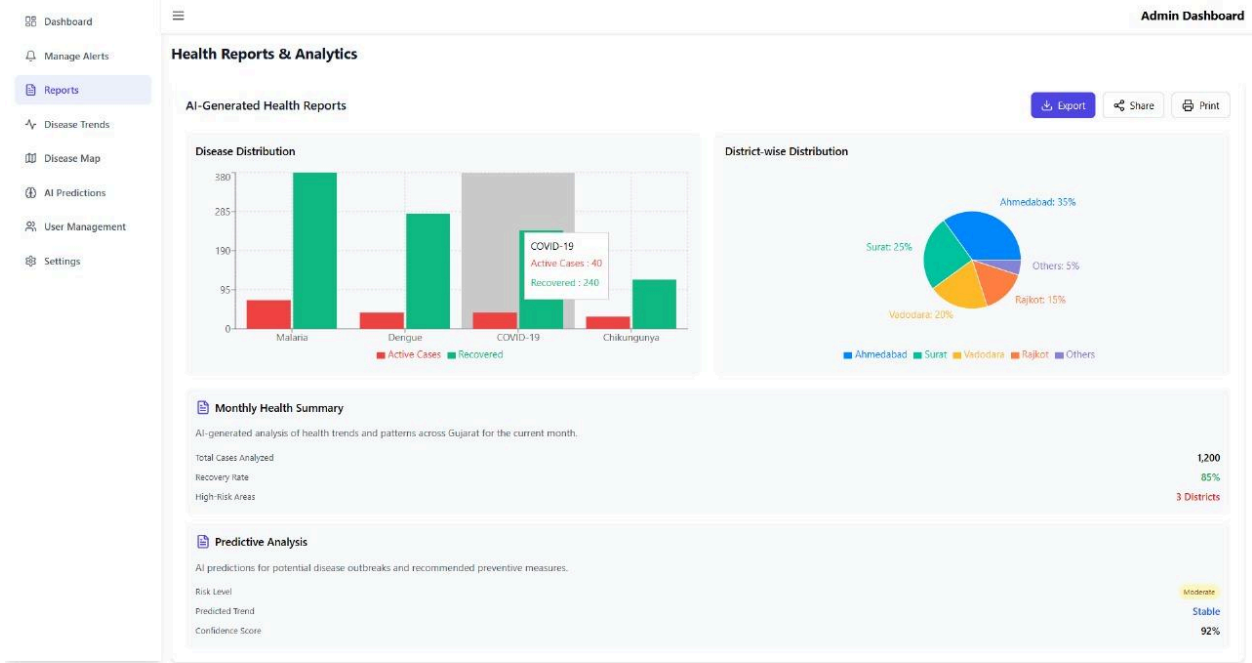 Dashboard
Manage Alerts
Reports
Disease Trends
Disease Map
AI Predictions
User Management
Settings
Admin Dashboard
Health Reports & Analytics
AI-Generated Health Reports
Export
Share
Print
Disease Distribution
380
285
190
95
0
COVID-19
Active Cases : 40
Recovered : 240
Malaria
Dengue
COVID-19
Chikungunya
Active Cases
Recovered
District-wise Distribution
Ahmedabad: 35%
Surat: 25%
Others: 5%
Rajkot: 15%
Vadodara: 20%
Ahmedabad
Surat
Vadodara
Rajkot
Others
Monthly Health Summary
AI-generated analysis of health trends and patterns across Gujarat for the current month.
Total Cases Analyzed 1,200
Recovery Rate 85%
High-Risk Areas 3 Districts
Predictive Analysis
AI predictions for potential disease outbreaks and recommended preventive measures.
Risk Level Moderate
Predicted Trend Stable
Confidence Score 92%